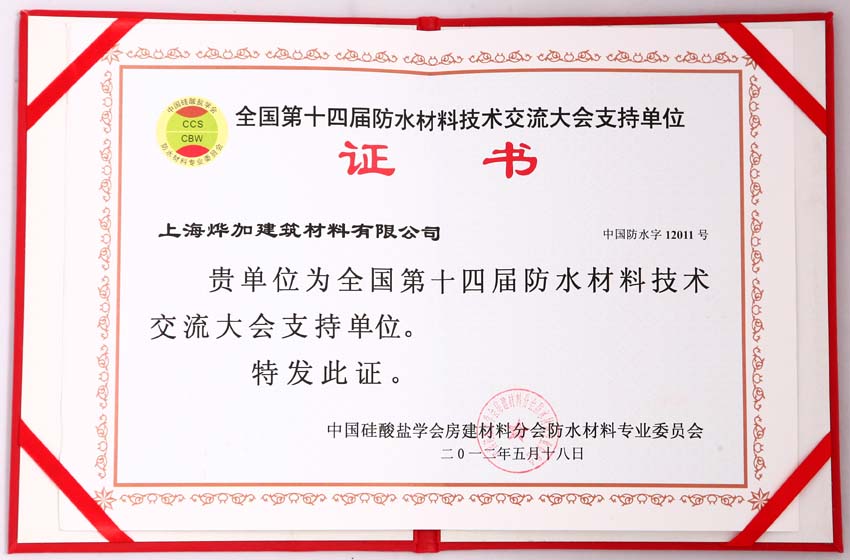 中国硅酸盐学会
CCS
CBW
防水材料专业委员会
全国第十四届防水材料技术交流大会支持单位
证 书
上海烨加建筑材料有限公司
中国防水字 12011 号
贵单位为全国第十四届防水材料技术
交流大会支持单位。
特发此证。
中国硅酸盐学会房建材料分会防水材料专业委员会
二0一二年五月十八日